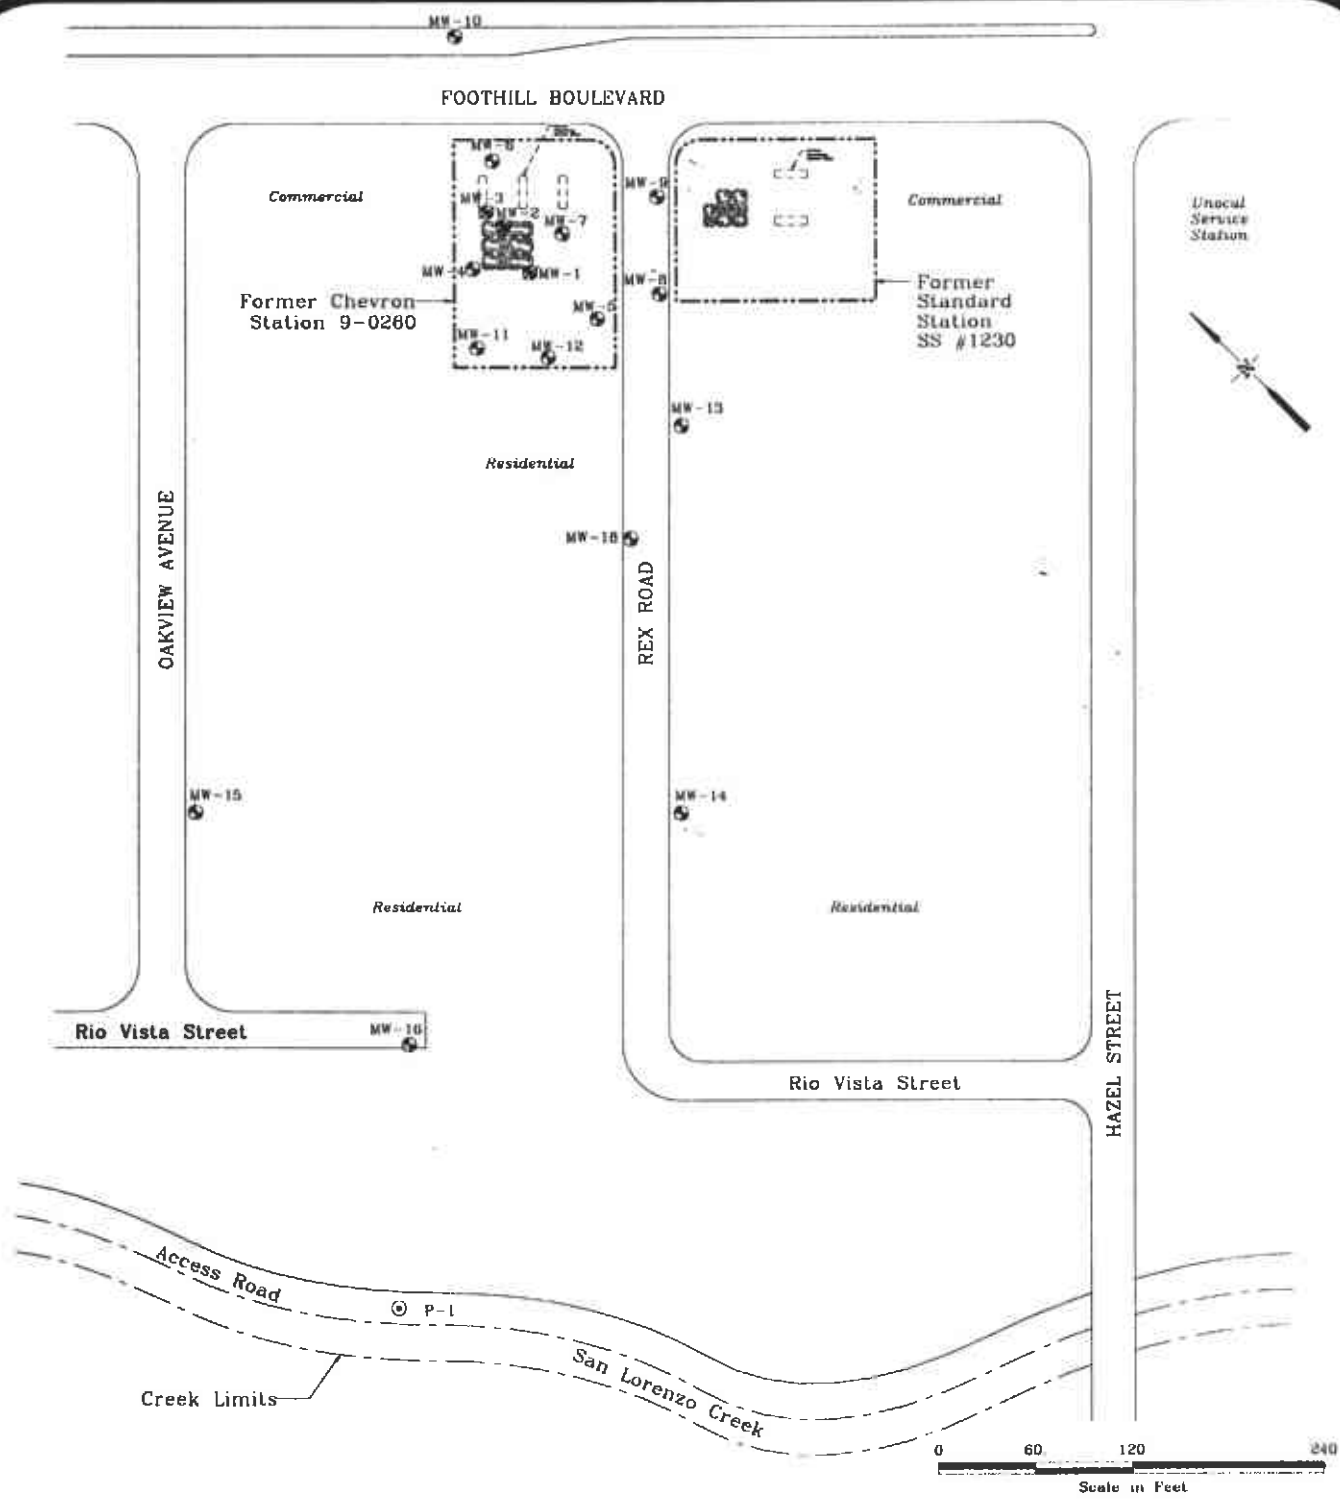 MW-10
FOOTHILL BOULEVARD
MW-6
Commercial
MW-3
MW-2
MW-7
MW-4
MW-1
MW-5
MW-11
MW-12
Former Chevron
Station 9-0260
MW-9
MW-8
Commercial
Former
Standard
Station
SS #1230
Unocal
Service
Station
N
MW-13
Residential
MW-18
OAKVIEW AVENUE
REX ROAD
MW-15
MW-14
Residential
Residential
Rio Vista Street
MW-16
Rio Vista Street
HAZEL STREET
Access Road
P-1
San Lorenzo Creek
Creek Limits
0 60 120 240
Scale in Feet